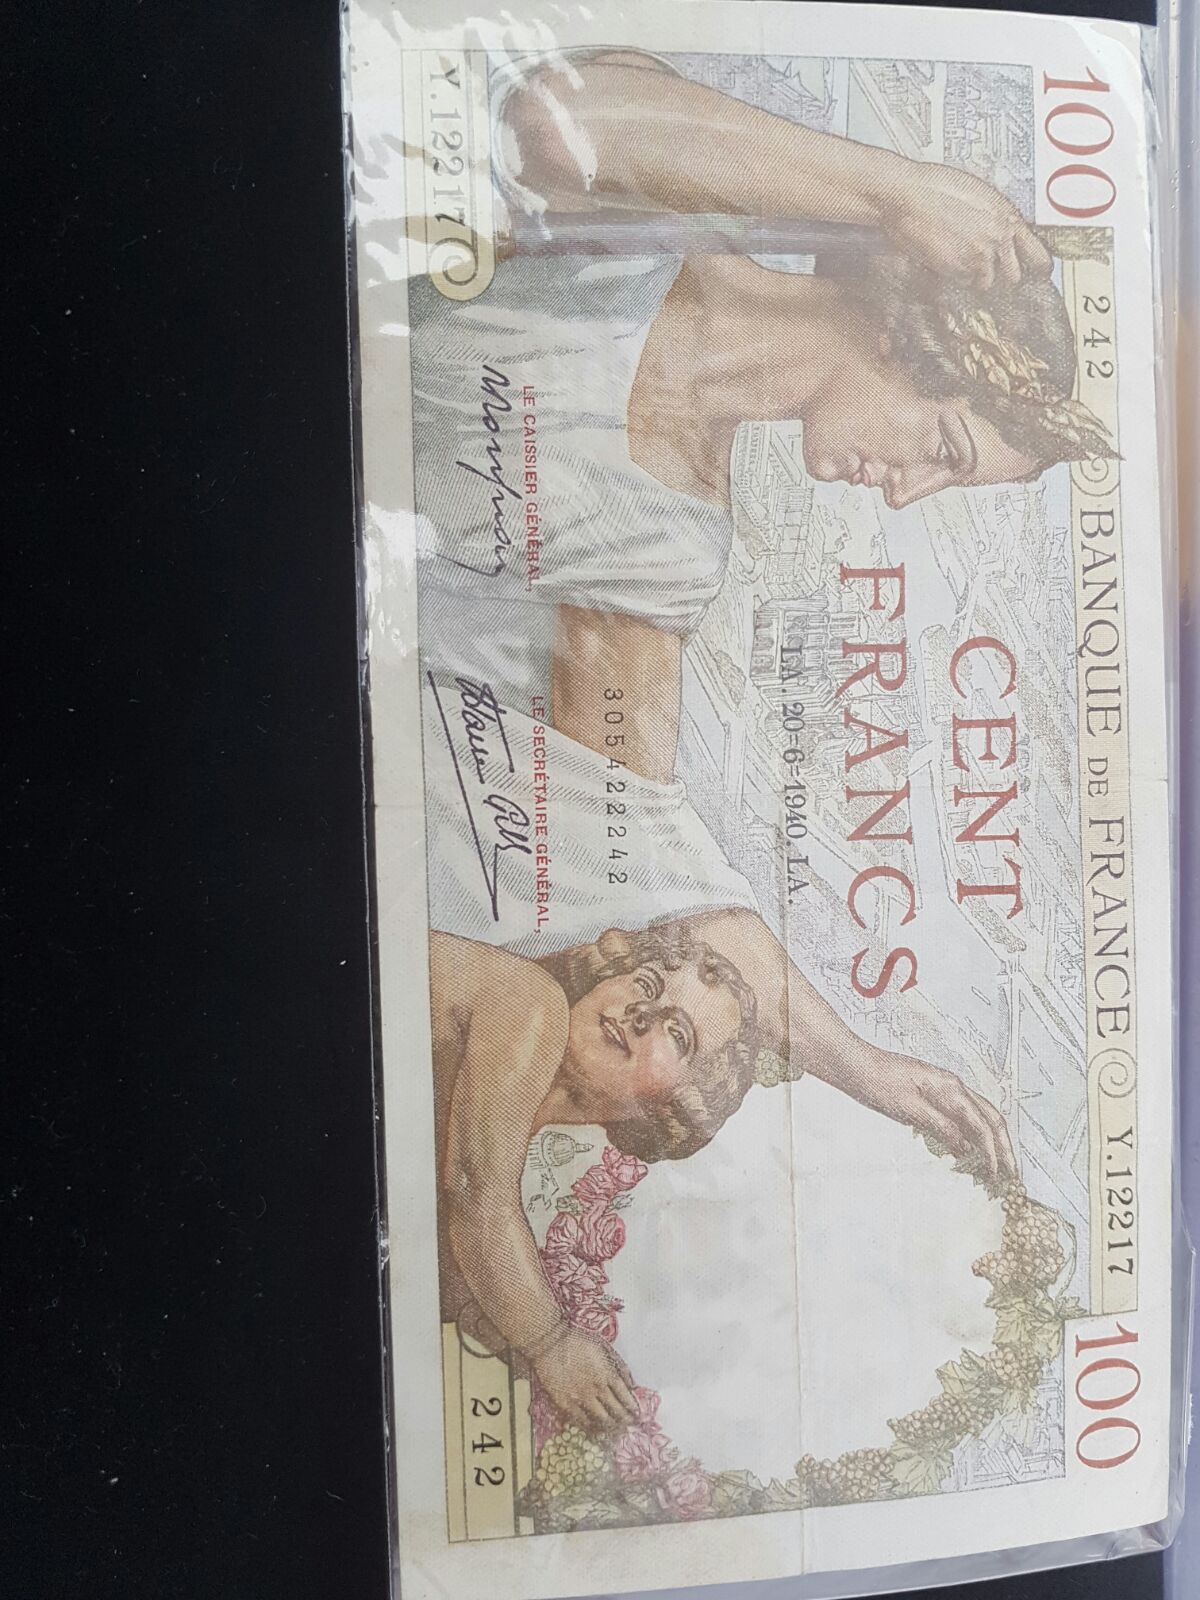 100 242 BANQUE DE FRANCE Y.12217 100
CENT
FRANCS
LA. 20=6=1940. LA.
305422242
LE CAISSIER GÉNÉRAL,
LE SECRÉTAIRE GÉNÉRAL,
242
Y.12217